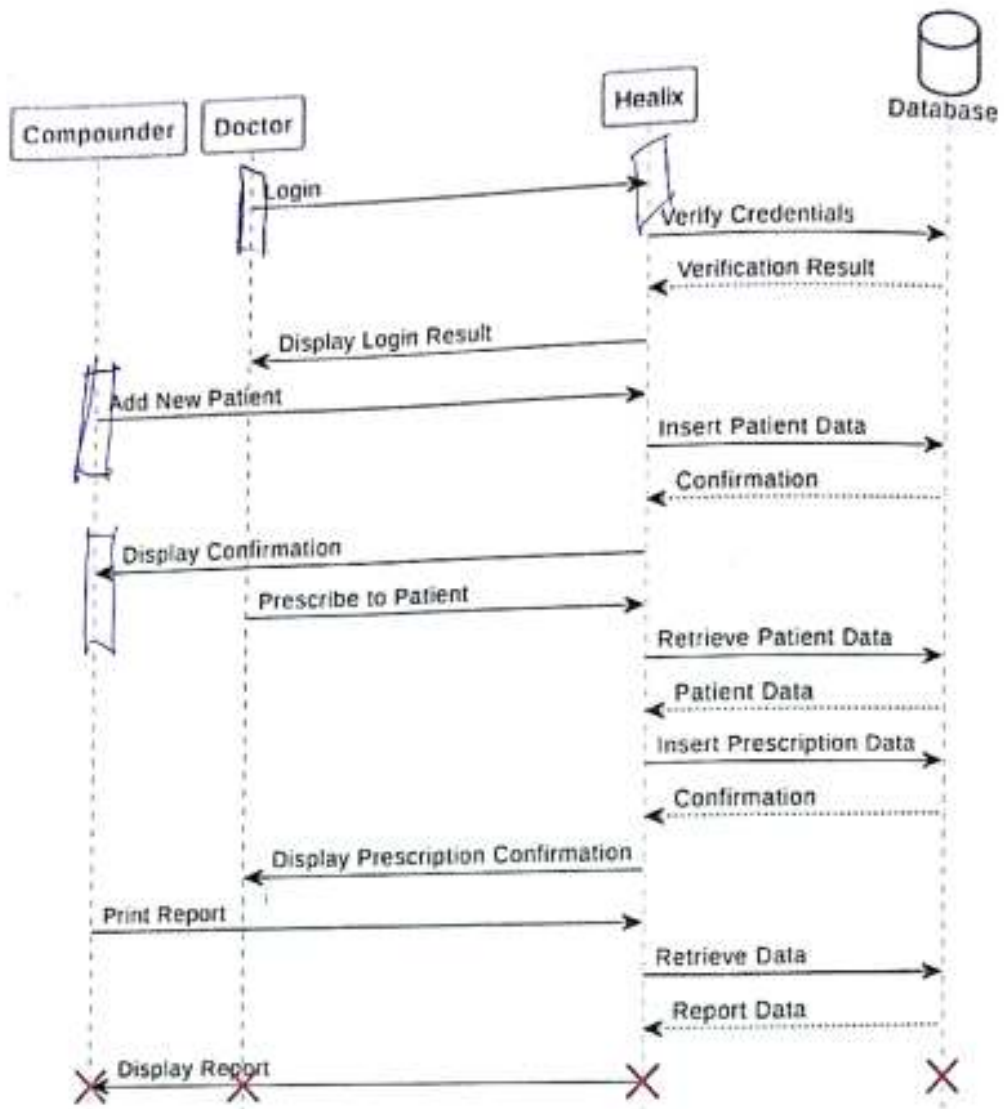 Compounder
Doctor
Healix
Database
Login
Verify Credentials
Verification Result
Display Login Result
Add New Patient
Insert Patient Data
Confirmation
Display Confirmation
Prescribe to Patient
Retrieve Patient Data
Patient Data
Insert Prescription Data
Confirmation
Display Prescription Confirmation
Print Report
Retrieve Data
Report Data
Display Report